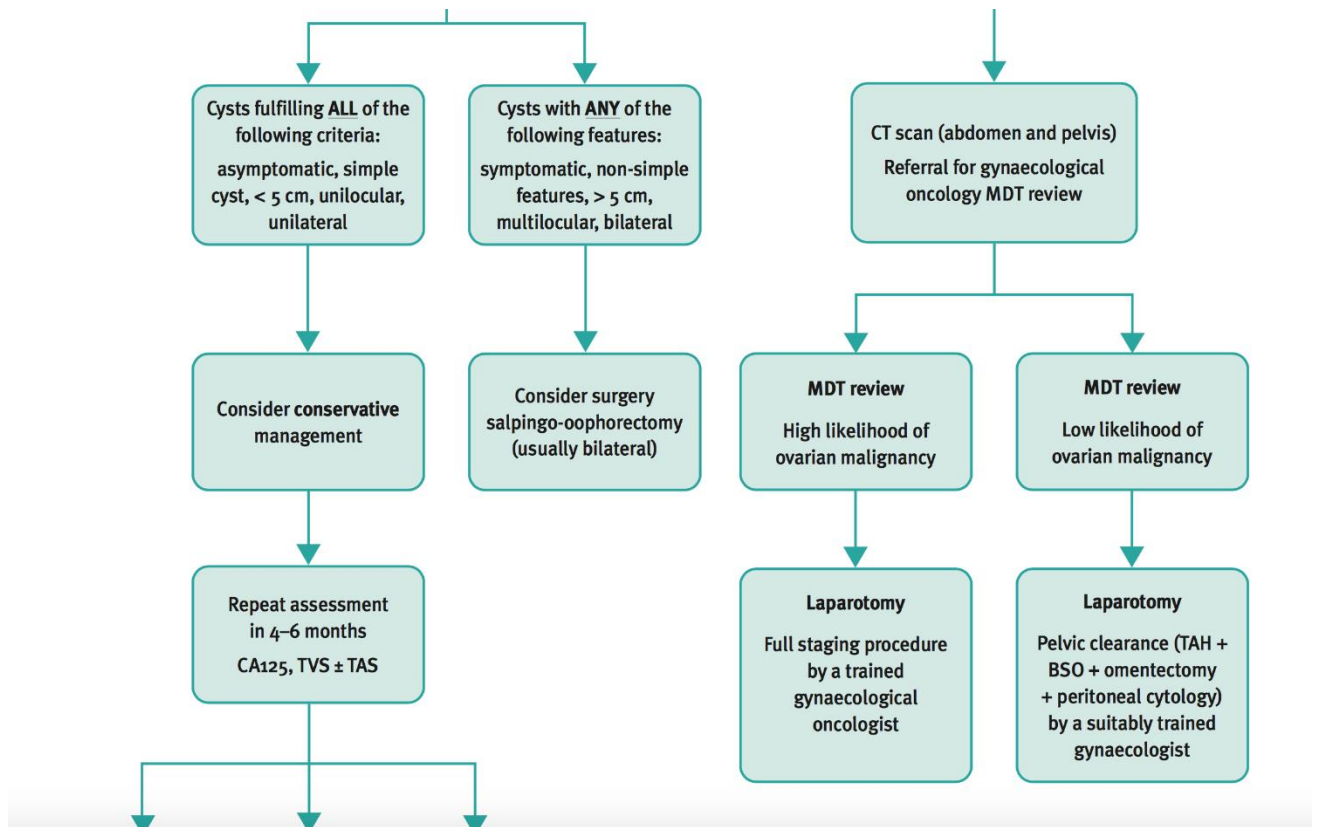 Cysts fulfilling ALL of the
following criteria:
asymptomatic, simple
cyst, < 5 cm, unilocular,
unilateral
Cysts with ANY of the
following features:
symptomatic, non-simple
features, > 5 cm,
multilocular, bilateral
CT scan (abdomen and pelvis)
Referral for gynaecological
oncology MDT review
Consider conservative
management
Consider surgery
salpingo-oophorectomy
(usually bilateral)
MDT review
High likelihood of
ovarian malignancy
MDT review
Low likelihood of
ovarian malignancy
Repeat assessment
in 4–6 months
CA125, TVS ± TAS
Laparotomy
Full staging procedure
by a trained
gynaecological
oncologist
Laparotomy
Pelvic clearance (TAH +
BSO + omentectomy
+ peritoneal cytology)
by a suitably trained
gynaecologist